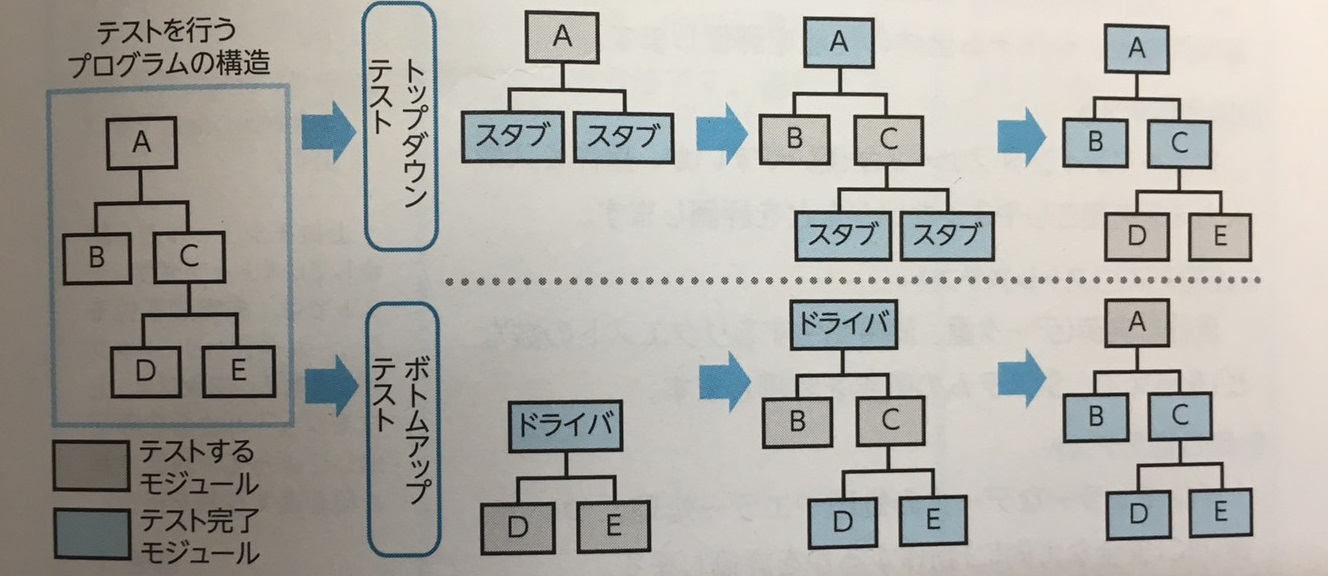 テストを行う
プログラムの構造
A
B
C
D
E
テストする
モジュール
テスト完了
モジュール
トップダウン
テスト
A
スタブ
スタブ
A
B
C
スタブ
スタブ
A
B
C
D
E
ボトムアップ
テスト
ドライバ
D
E
ドライバ
B
C
D
E
A
B
C
D
E